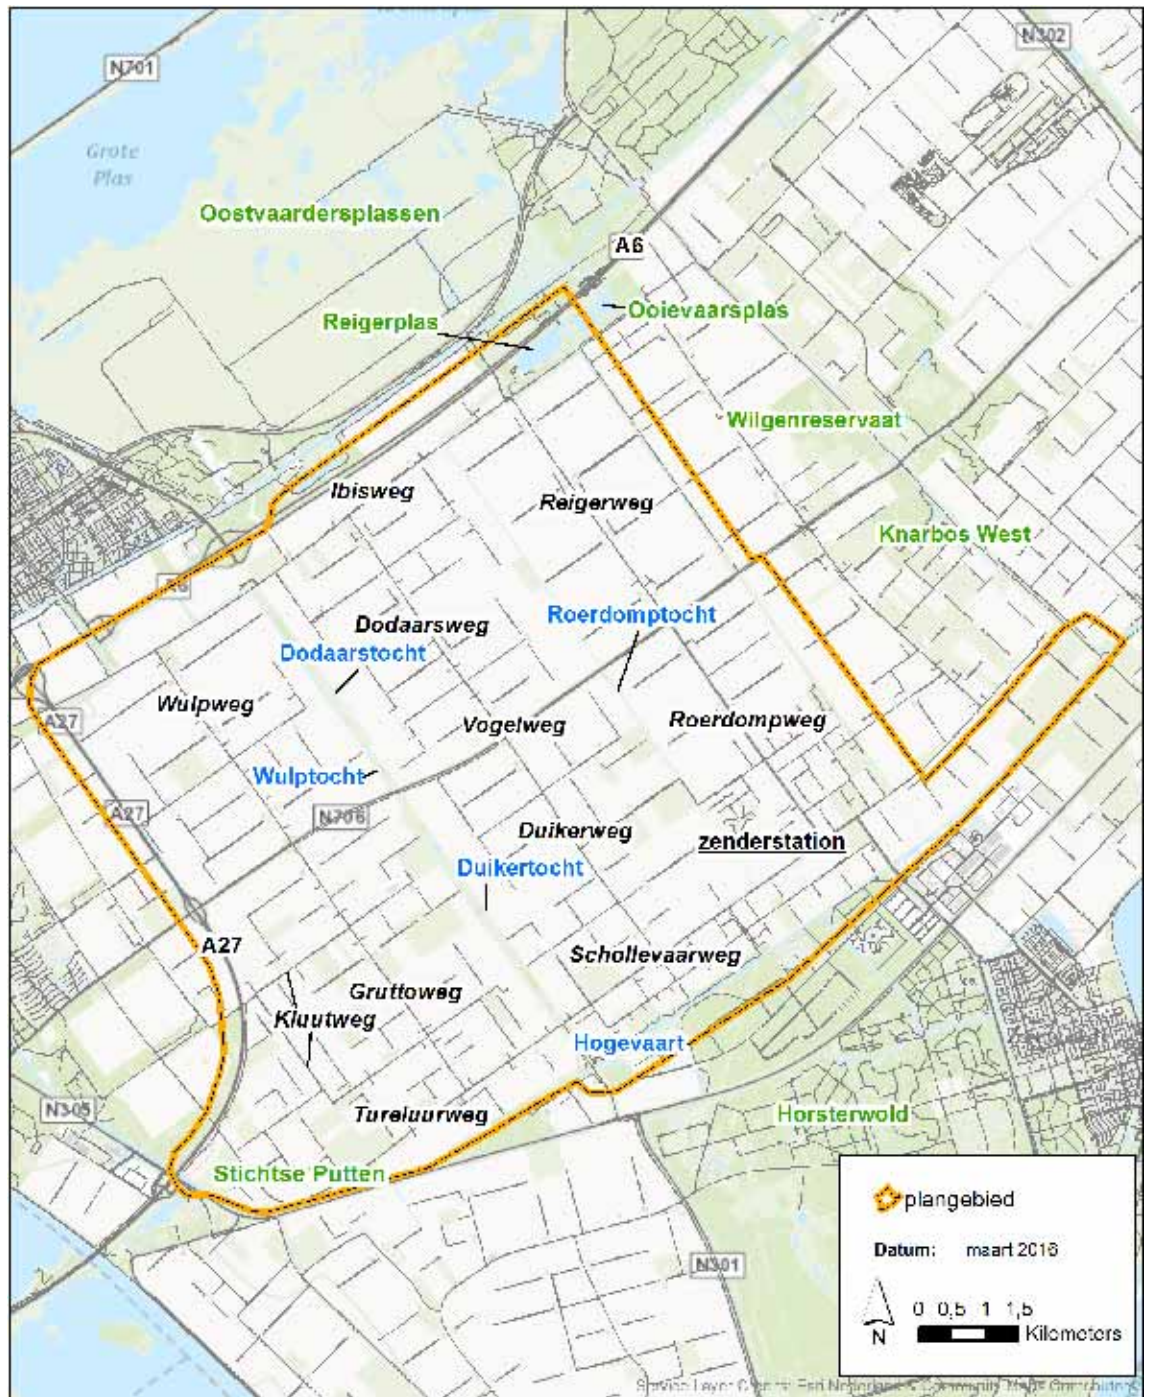 N302
N701
Grote
Plas
Oostvaardersplassen
A6
Ooievaarsplas
Reigerplas
Wilgenreservaat
Ibisweg
Reigerweg
Knarbos West
A6
Roerdomptocht
Dodaarsweg
Dodaarstocht
Wulpweg
A27
Vogelweg
Roerdompweg
Wulptocht
A27
N706
Duikerweg
zenderstation
Duikertocht
A27
Schollevaarweg
Gruttoweg
Kluutweg
Hogevaart
N305
Tureluurweg
Horsterwold
Stichtse Putten
plangebied
Datum: maart 2016
N301
0 0,5 1 1,5
Kilometers
N